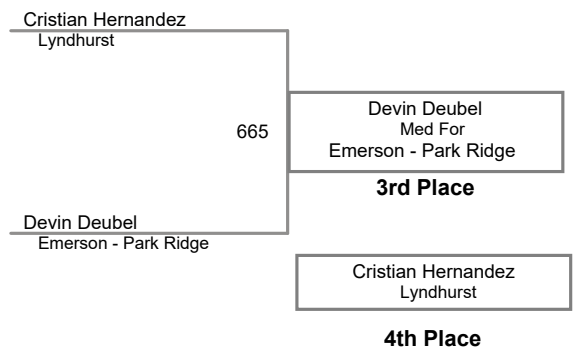 Cristian Hernandez
Lyndhurst
665
Devin Deubel
Med For
Emerson - Park Ridge
3rd Place
Devin Deubel
Emerson - Park Ridge
Cristian Hernandez
Lyndhurst
4th Place